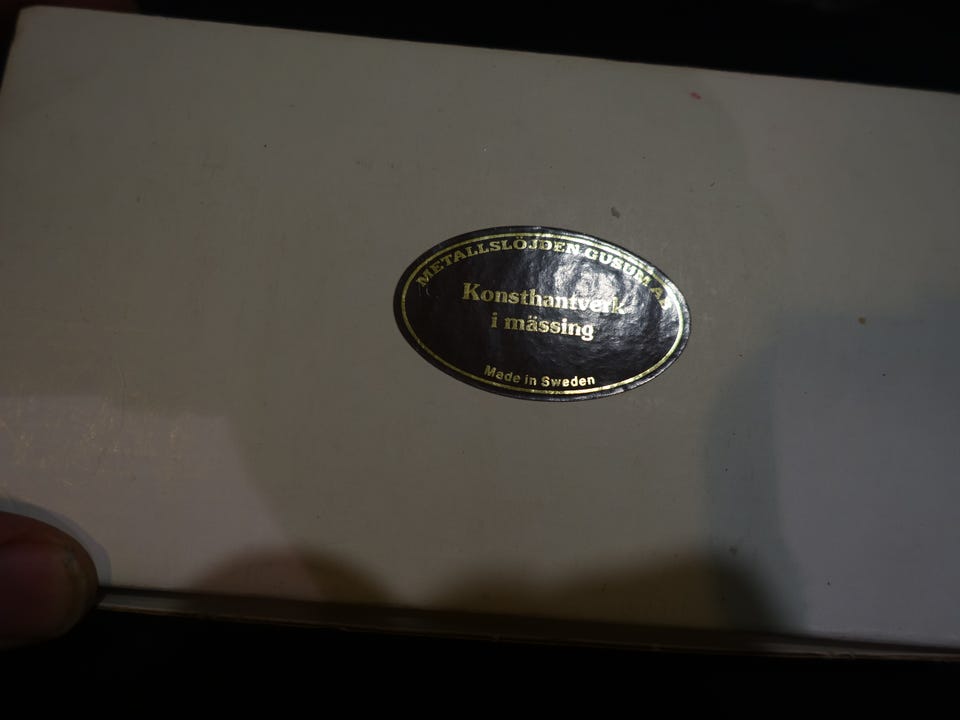 METALLSLÖJDEN GUSUM AB
Konsthantverk
i mässing
Made in Sweden